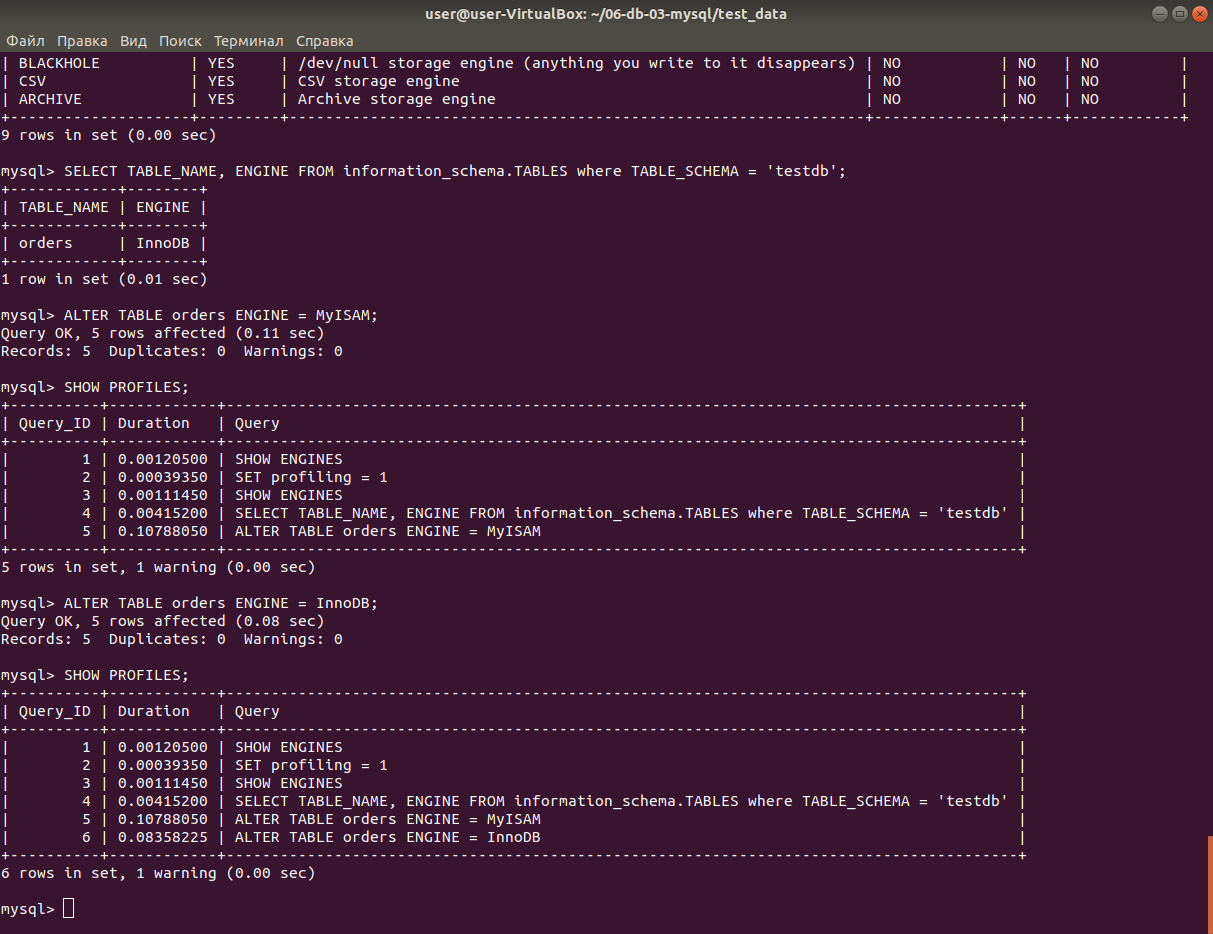 user@user-VirtualBox: ~/06-db-03-mysql/test_data
Файл Правка Вид Поиск Терминал Справка
| BLACKHOLE          | YES     | /dev/null storage engine (anything you write to it disappears) | NO           | NO   | NO         |
| CSV                | YES     | CSV storage engine                                             | NO           | NO   | NO         |
| ARCHIVE            | YES     | Archive storage engine                                         | NO           | NO   | NO         |
+--------------------+---------+----------------------------------------------------------------+--------------+------+------------+
9 rows in set (0.00 sec)

mysql> SELECT TABLE_NAME, ENGINE FROM information_schema.TABLES where TABLE_SCHEMA = 'testdb';
+------------+--------+
| TABLE_NAME | ENGINE |
+------------+--------+
| orders     | InnoDB |
+------------+--------+
1 row in set (0.01 sec)

mysql> ALTER TABLE orders ENGINE = MyISAM;
Query OK, 5 rows affected (0.11 sec)
Records: 5  Duplicates: 0  Warnings: 0

mysql> SHOW PROFILES;
+----------+------------+----------------------------------------------------------------------------------------+
| Query_ID | Duration   | Query                                                                                  |
+----------+------------+----------------------------------------------------------------------------------------+
|        1 | 0.00120500 | SHOW ENGINES                                                                           |
|        2 | 0.00039350 | SET profiling = 1                                                                      |
|        3 | 0.00111450 | SHOW ENGINES                                                                           |
|        4 | 0.00415200 | SELECT TABLE_NAME, ENGINE FROM information_schema.TABLES where TABLE_SCHEMA = 'testdb' |
|        5 | 0.10788050 | ALTER TABLE orders ENGINE = MyISAM                                                     |
+----------+------------+----------------------------------------------------------------------------------------+
5 rows in set, 1 warning (0.00 sec)

mysql> ALTER TABLE orders ENGINE = InnoDB;
Query OK, 5 rows affected (0.08 sec)
Records: 5  Duplicates: 0  Warnings: 0

mysql> SHOW PROFILES;
+----------+------------+----------------------------------------------------------------------------------------+
| Query_ID | Duration   | Query                                                                                  |
+----------+------------+----------------------------------------------------------------------------------------+
|        1 | 0.00120500 | SHOW ENGINES                                                                           |
|        2 | 0.00039350 | SET profiling = 1                                                                      |
|        3 | 0.00111450 | SHOW ENGINES                                                                           |
|        4 | 0.00415200 | SELECT TABLE_NAME, ENGINE FROM information_schema.TABLES where TABLE_SCHEMA = 'testdb' |
|        5 | 0.10788050 | ALTER TABLE orders ENGINE = MyISAM                                                     |
|        6 | 0.08358225 | ALTER TABLE orders ENGINE = InnoDB                                                     |
+----------+------------+----------------------------------------------------------------------------------------+
6 rows in set, 1 warning (0.00 sec)

mysql>